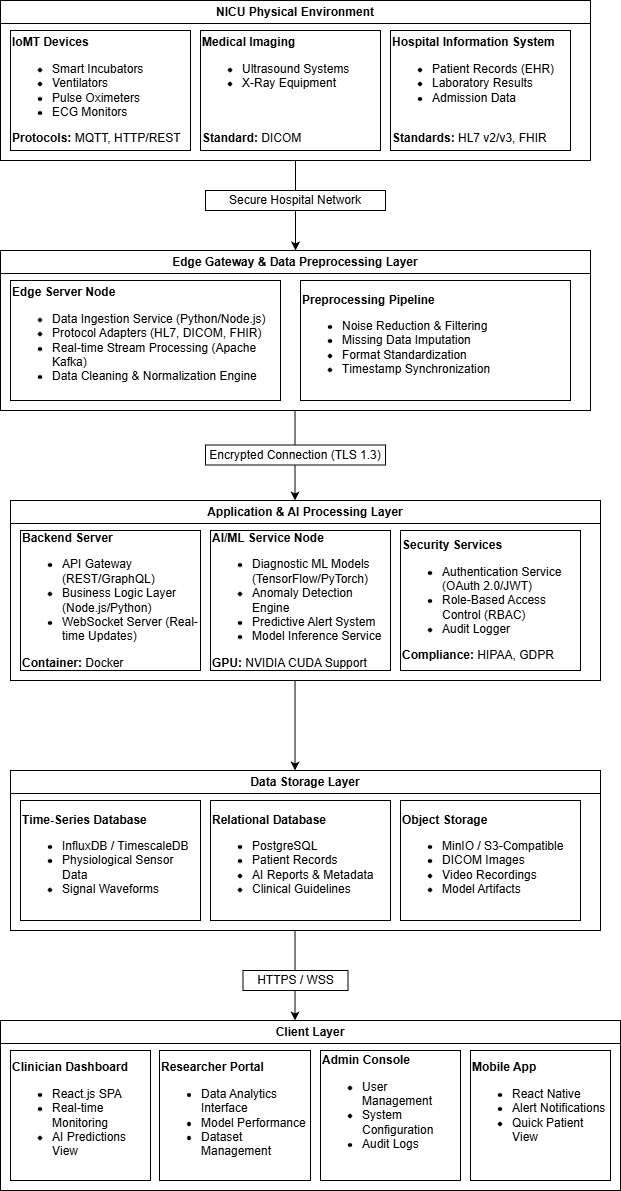 NICU Physical Environment
IoMT Devices
Smart Incubators
Ventilators
Pulse Oximeters
ECG Monitors
Protocols: MQTT, HTTP/REST
Medical Imaging
Ultrasound Systems
X-Ray Equipment
Standard: DICOM
Hospital Information System
Patient Records (EHR)
Laboratory Results
Admission Data
Standards: HL7 v2/v3, FHIR
Secure Hospital Network
Edge Gateway & Data Preprocessing Layer
Edge Server Node
Data Ingestion Service (Python/Node.js)
Protocol Adapters (HL7, DICOM, FHIR)
Real-time Stream Processing (Apache
Kafka)
Data Cleaning & Normalization Engine
Preprocessing Pipeline
Noise Reduction & Filtering
Missing Data Imputation
Format Standardization
Timestamp Synchronization
Encrypted Connection (TLS 1.3)
Application & AI Processing Layer
Backend Server
API Gateway
(REST/GraphQL)
Business Logic Layer
(Node.js/Python)
WebSocket Server (Real-
time Updates)
Container: Docker
AI/ML Service Node
Diagnostic ML Models
(TensorFlow/PyTorch)
Anomaly Detection
Engine
Predictive Alert System
Model Inference Service
GPU: NVIDIA CUDA Support
Security Services
Authentication Service
(OAuth 2.0/JWT)
Role-Based Access
Control (RBAC)
Audit Logger
Compliance: HIPAA, GDPR
Data Storage Layer
Time-Series Database
InfluxDB / TimescaleDB
Physiological Sensor
Data
Signal Waveforms
Relational Database
PostgreSQL
Patient Records
AI Reports & Metadata
Clinical Guidelines
Object Storage
MinIO / S3-Compatible
DICOM Images
Video Recordings
Model Artifacts
HTTPS / WSS
Client Layer
Clinician Dashboard
React.js SPA
Real-time
Monitoring
AI Predictions
View
Researcher Portal
Data Analytics
Interface
Model Performance
Dataset
Management
Admin Console
User
Management
System
Configuration
Audit Logs
Mobile App
React Native
Alert Notifications
Quick Patient
View